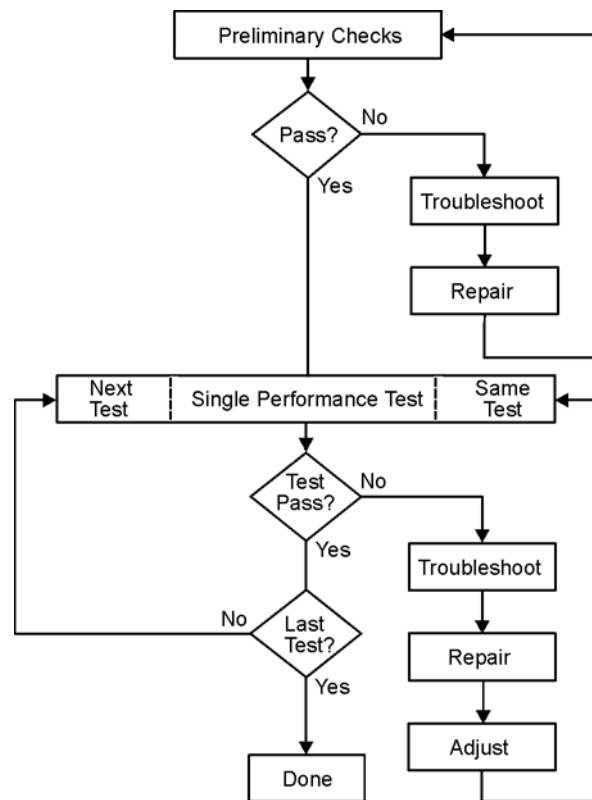 Preliminary Checks
No
Pass?
Yes
Troubleshoot
Repair
Next
Test
Single Performance Test
Same
Test
No
Test
Pass?
Yes
Troubleshoot
No
Last
Test?
Repair
Yes
Adjust
Done